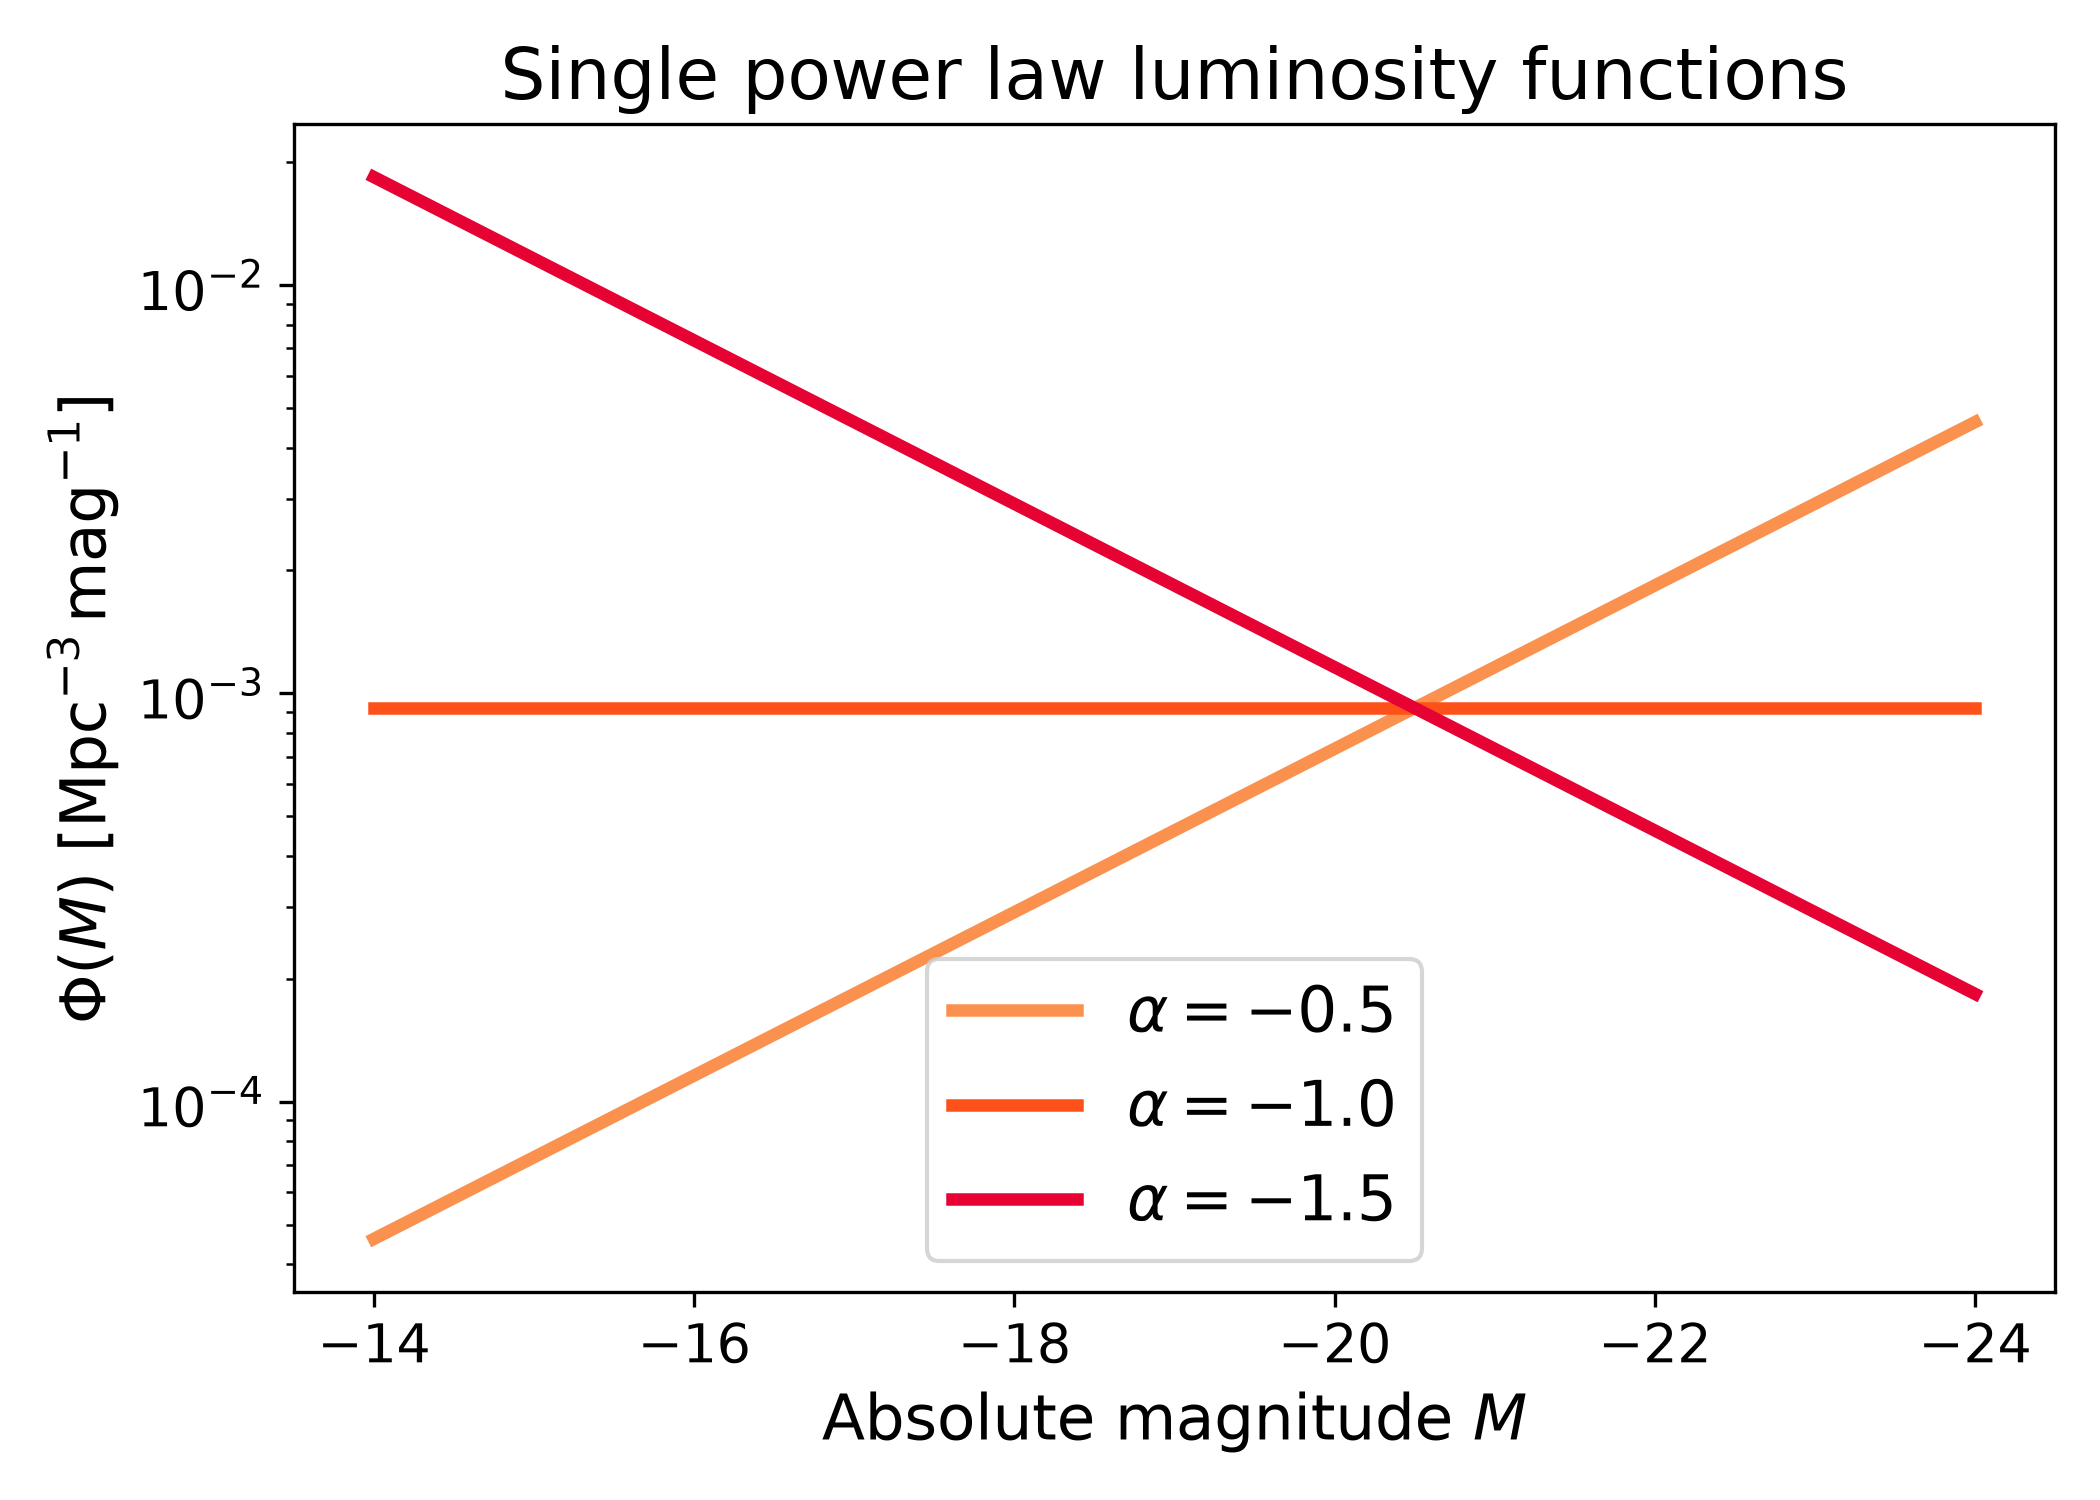 Single power law luminosity functions
Φ(M) [Mpc⁻³ mag⁻¹]
10⁻²
10⁻³
10⁻⁴
α = −0.5
α = −1.0
α = −1.5
−14 −16 −18 −20 −22 −24
Absolute magnitude M